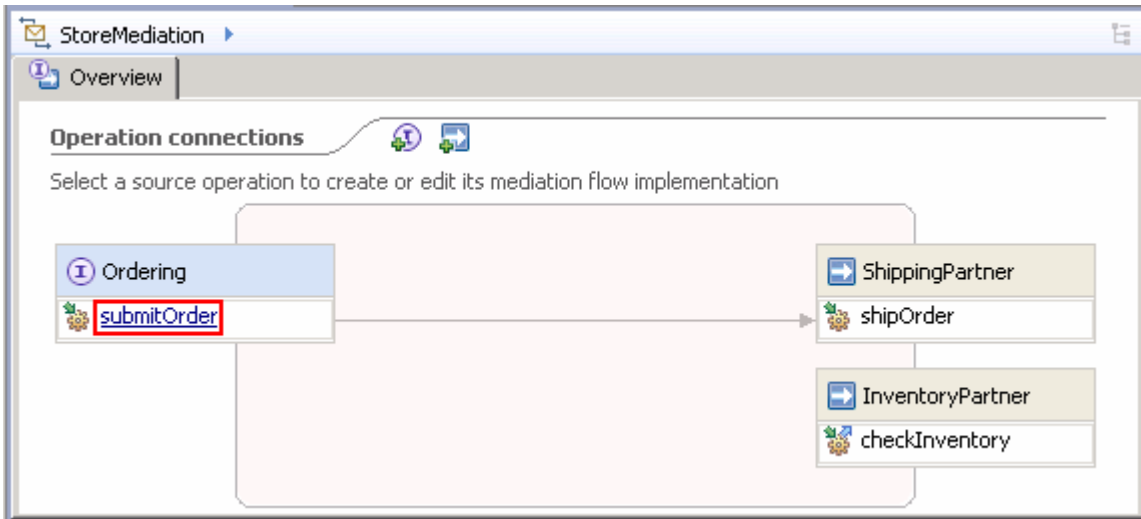 StoreMediation
Overview
Operation connections
Select a source operation to create or edit its mediation flow implementation
Ordering
submitOrder
ShippingPartner
shipOrder
InventoryPartner
checkInventory